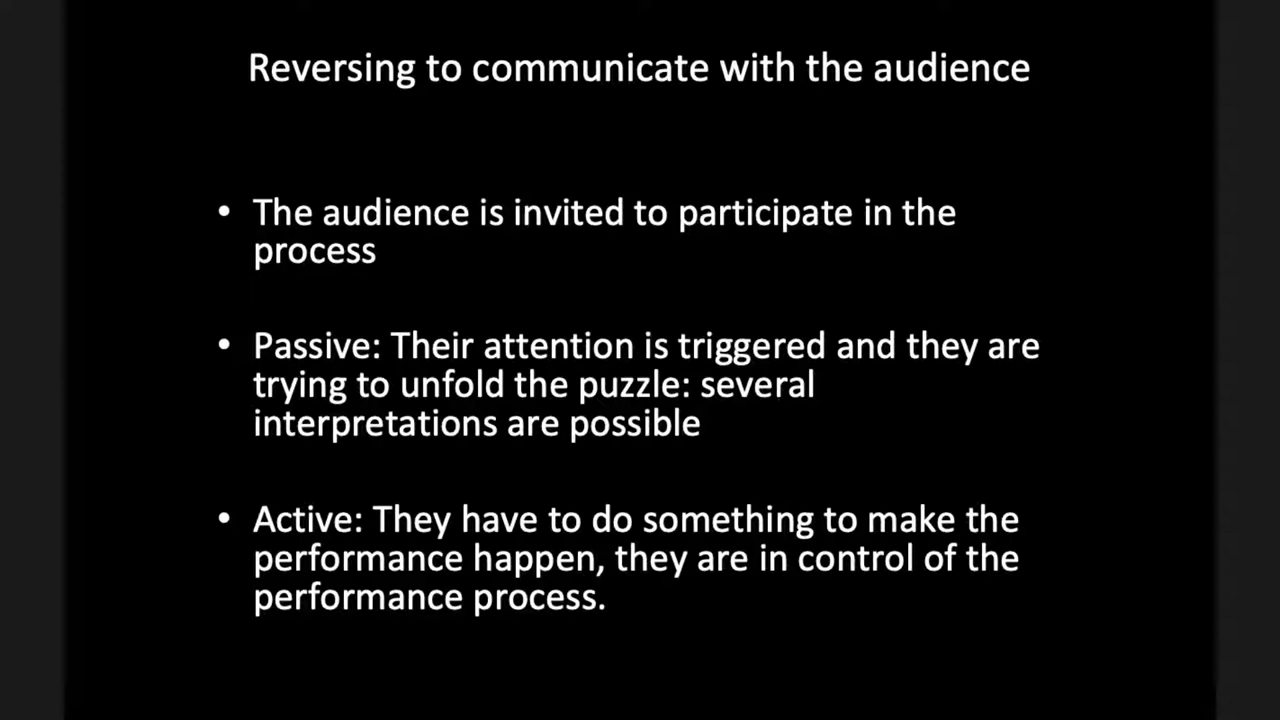 Reversing to communicate with the audience
• The audience is invited to participate in the
process
• Passive: Their attention is triggered and they are
trying to unfold the puzzle: several
interpretations are possible
• Active: They have to do something to make the
performance happen, they are in control of the
performance process.